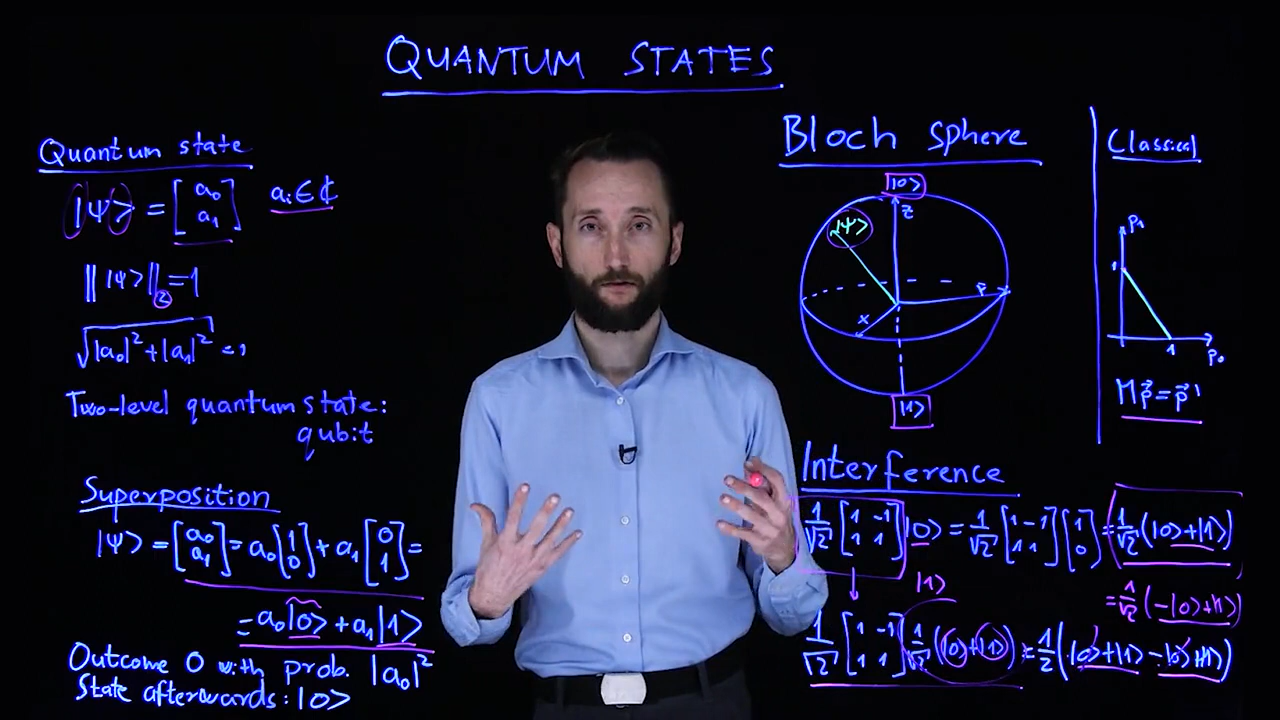 QUANTUM STATES
Quantum state
|ψ> = [a₀ a₁] aᵢ∈ℂ
‖|ψ>‖₂=1
√|a₀|²+|a₁|² =1
Two-level quantum state:
qubit
Superposition
|ψ> = [a₀ a₁] = a₀[1 0] + a₁[0 1] =
= a₀|0> + a₁|1>
Outcome 0 with prob. |a₀|²
State afterwards: |0>
Bloch sphere
|0>
z
|ψ>
x
|1>
Classical
P₁
1
1
P₀
Mp⃗=p⃗'
Interference
1/√2 [1 -1 1 1] |0> = 1/√2 [1 -1 1 1] [1 0] = 1/√2 (|0>+|1>)
|1>
= 1/√2 (-|0>+|1>)
1/√2 [1 -1 1 1] (1/√2 (|0>+|1>)) = 1/2 (|0>+|1> -|0>+|1>)